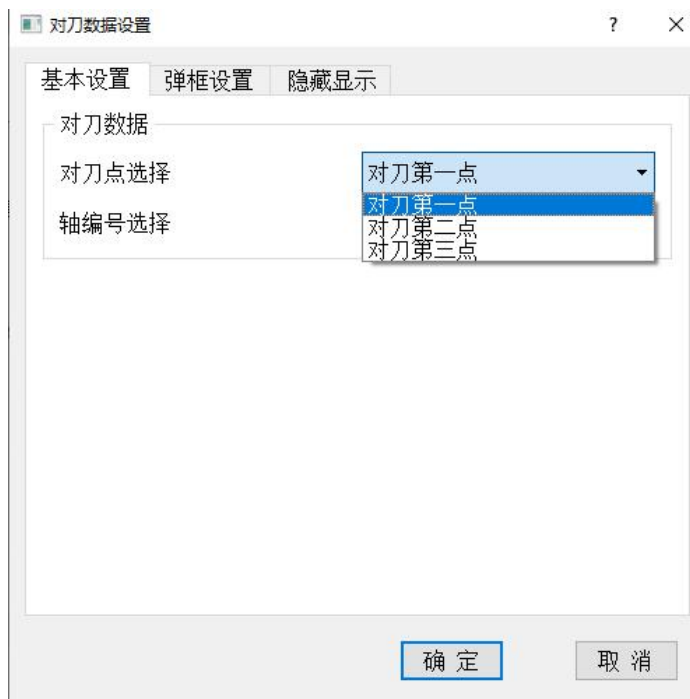 对刀数据设置 ?
基本设置 弹框设置 隐藏显示
对刀数据
对刀点选择 对刀第一点
对刀第一点
轴编号选择 对刀第二点
对刀第三点
确定 取消